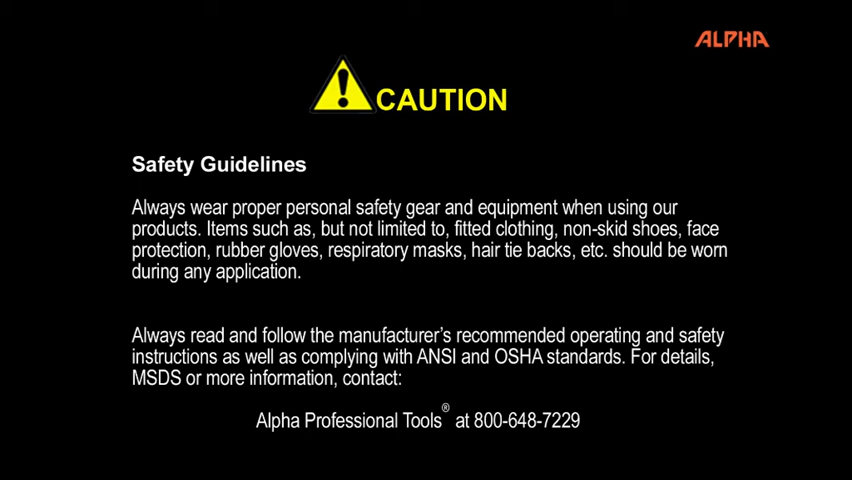 ALPHA
CAUTION
Safety Guidelines
Always wear proper personal safety gear and equipment when using our
products. Items such as, but not limited to, fitted clothing, non-skid shoes, face
protection, rubber gloves, respiratory masks, hair tie backs, etc. should be worn
during any application.
Always read and follow the manufacturer's recommended operating and safety
instructions as well as complying with ANSI and OSHA standards. For details,
MSDS or more information, contact:
Alpha Professional Tools® at 800-648-7229